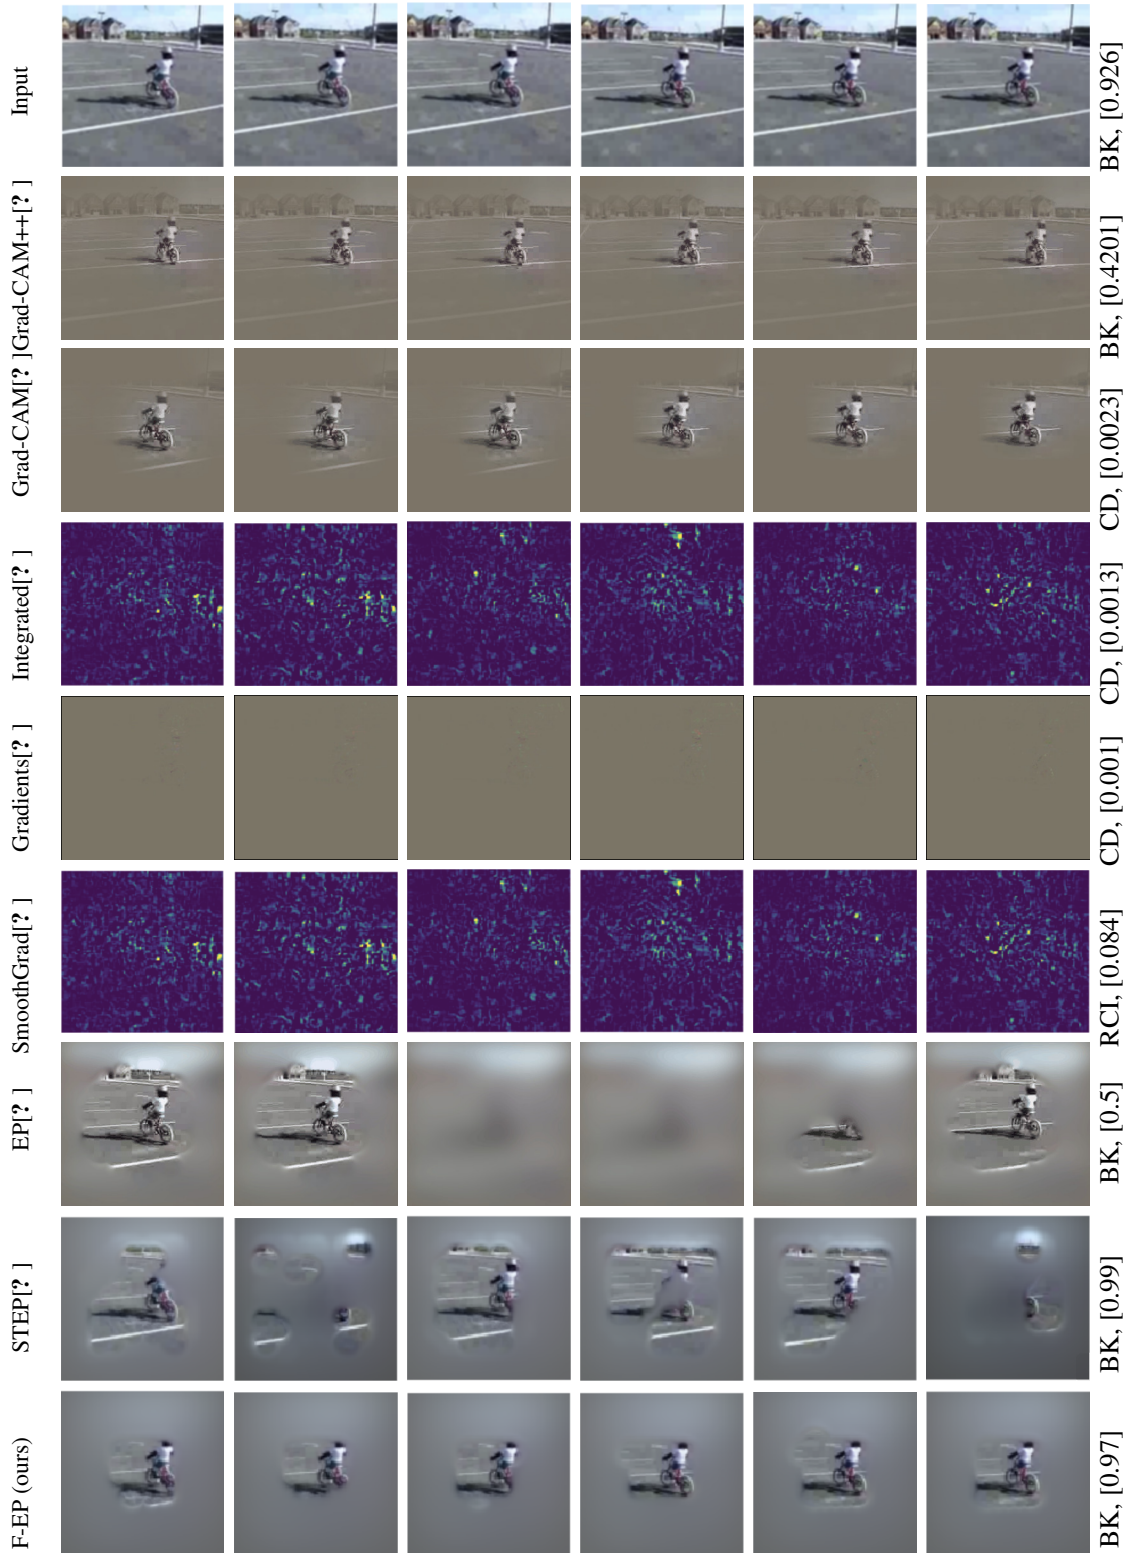 Input
BK, [0.926]
Grad-CAM++[? ]
BK, [0.4201]
Grad-CAM[? ]
CD, [0.0023]
Integrated[? ]
CD, [0.0013]
Gradients[? ]
CD, [0.001]
SmoothGrad[? ]
RCI, [0.084]
EP[? ]
BK, [0.5]
STEP[? ]
BK, [0.99]
F-EP (ours)
BK, [0.97]